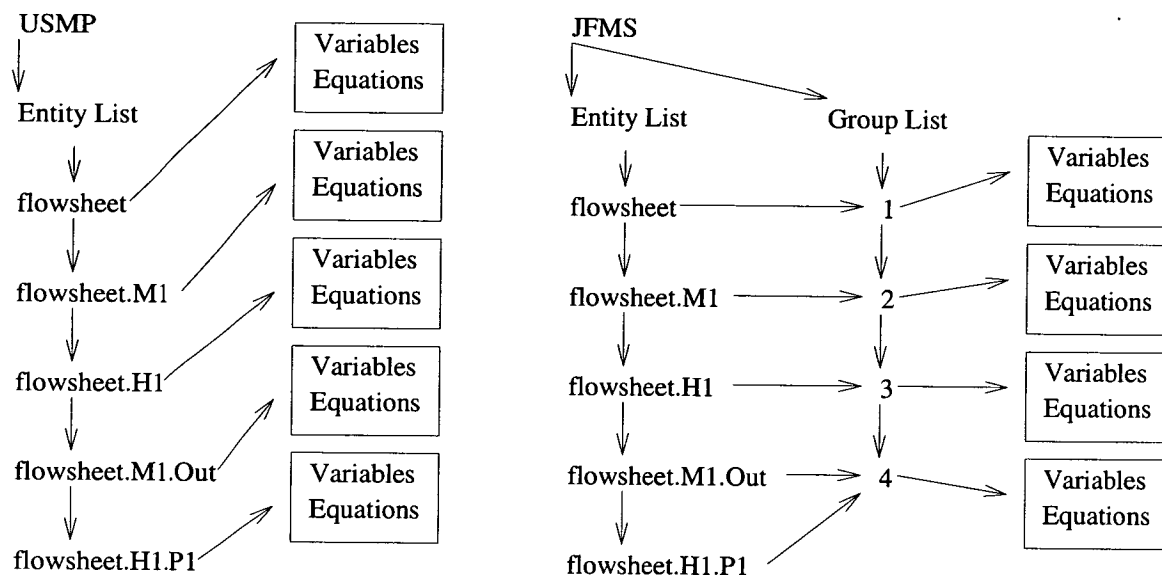 USMP
Variables
Equations
Entity List
Variables
Equations
flowsheet
Variables
Equations
flowsheet.M1
Variables
Equations
flowsheet.H1
Variables
Equations
flowsheet.M1.Out
flowsheet.H1.P1
JFMS
Entity List
Group List
Variables
Equations
flowsheet
1
Variables
Equations
flowsheet.M1
2
Variables
Equations
flowsheet.H1
3
Variables
Equations
flowsheet.M1.Out
4
flowsheet.H1.P1